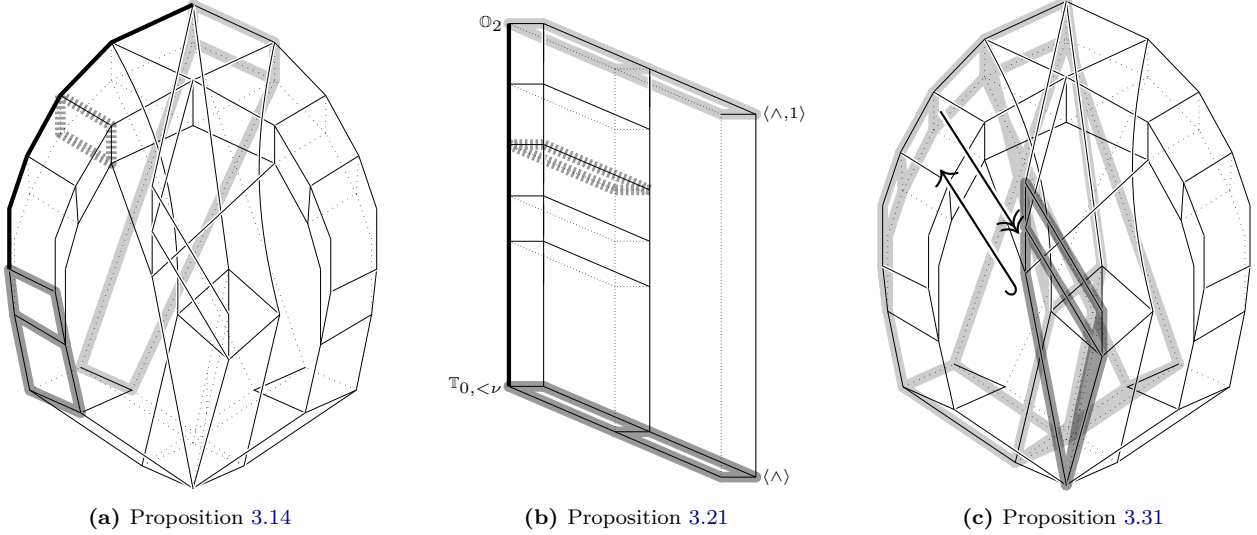 𝕆₂
⟨∧,1⟩
𝕋₀,<ν
⟨∧⟩
(a) Proposition 3.14
(b) Proposition 3.21
(c) Proposition 3.31